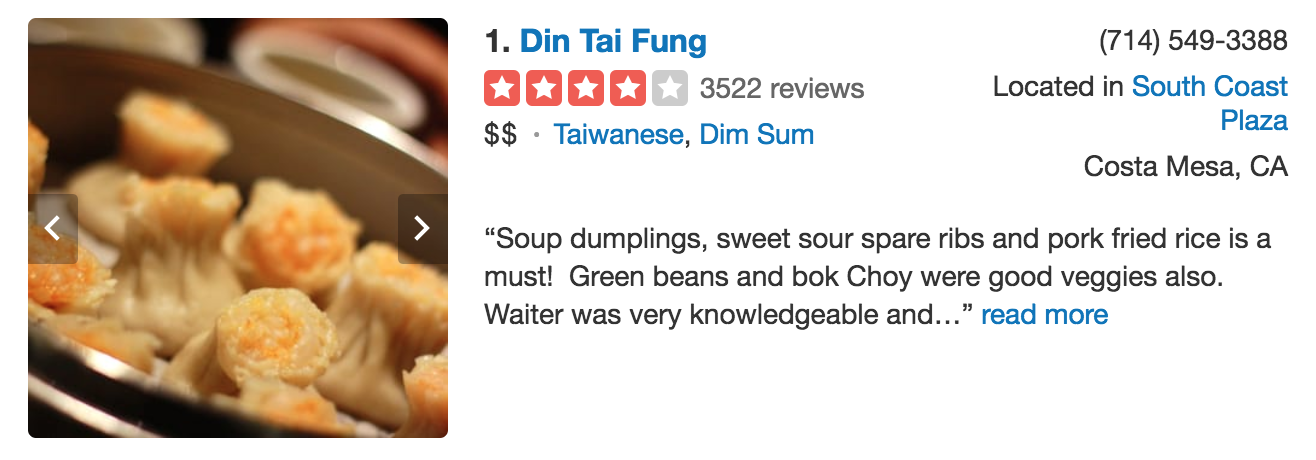 1. Din Tai Fung
3522 reviews
$$ · Taiwanese, Dim Sum
(714) 549-3388
Located in South Coast
Plaza
Costa Mesa, CA
“Soup dumplings, sweet sour spare ribs and pork fried rice is a
must!  Green beans and bok Choy were good veggies also.
Waiter was very knowledgeable and…” read more